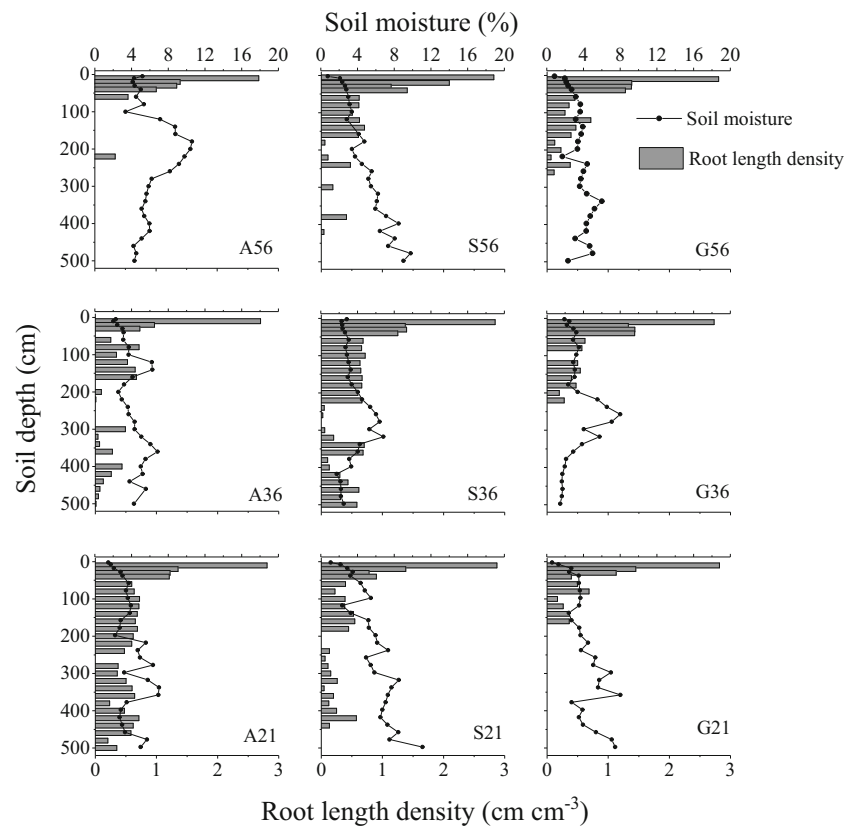 Soil moisture (%)
0 4 8 12 16 20 0 4 8 12 16 20 0 4 8 12 16 20
0
100
200
300
400
500
A56
S56
G56
Soil moisture
Root length density
Soil depth (cm)
0
100
200
300
400
500
A36
S36
G36
0
100
200
300
400
500
A21
S21
G21
0 1 2 3 0 1 2 3 0 1 2 3
Root length density (cm cm-3)